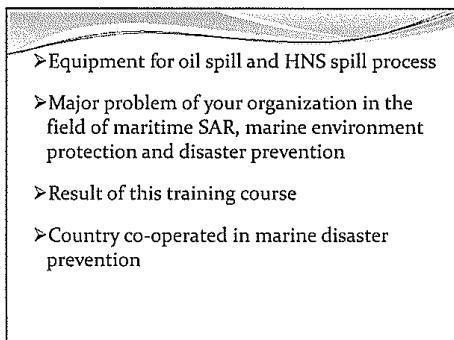 ➢Equipment for oil spill and HNS spill process
➢Major problem of your organization in the
field of maritime SAR, marine environment
protection and disaster prevention
➢Result of this training course
➢Country co-operated in marine disaster
prevention